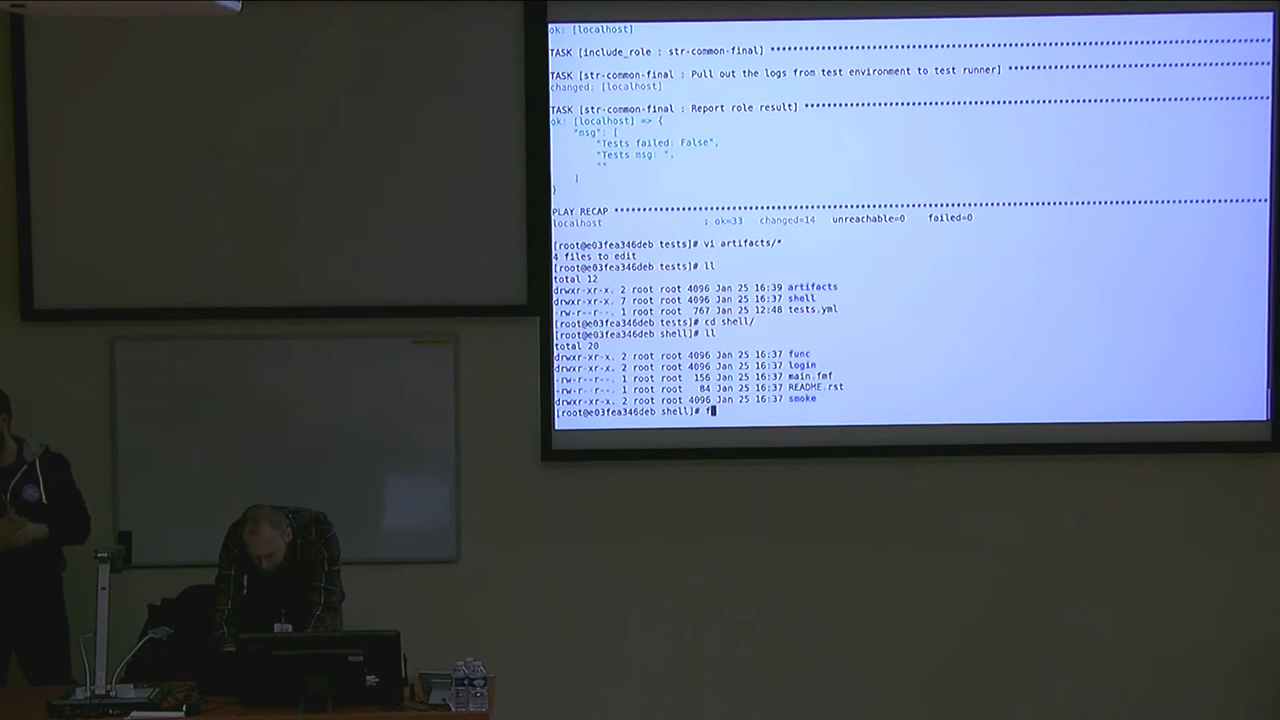 ok: [localhost]
TASK [include_role : str-common-final] ****************************************************************************
TASK [str-common-final : Pull out the logs from test environment to test runner] **************************************
changed: [localhost]
TASK [str-common-final : Report role result] **********************************************************************
ok: [localhost] => {
"msg": [
"Tests failed: False",
"Tests msg: ",
""
]
}
PLAY RECAP ****************************************************************************************************
localhost : ok=33 changed=14 unreachable=0 failed=0
[root@e03fea346deb tests]# vi artifacts/*
4 files to edit
[root@e03fea346deb tests]# ll
total 12
drwxr-xr-x. 2 root root 4096 Jan 25 16:39 artifacts
drwxr-xr-x. 7 root root 4096 Jan 25 16:37 shell
-rw-r--r--. 1 root root 767 Jan 25 12:48 tests.yml
[root@e03fea346deb tests]# cd shell/
[root@e03fea346deb shell]# ll
total 20
drwxr-xr-x. 2 root root 4096 Jan 25 16:37 func
drwxr-xr-x. 2 root root 4096 Jan 25 16:37 login
-rw-r--r--. 1 root root 156 Jan 25 16:37 main.fmf
-rw-r--r--. 1 root root 84 Jan 25 16:37 README.rst
drwxr-xr-x. 2 root root 4096 Jan 25 16:37 smoke
[root@e03fea346deb shell]# f